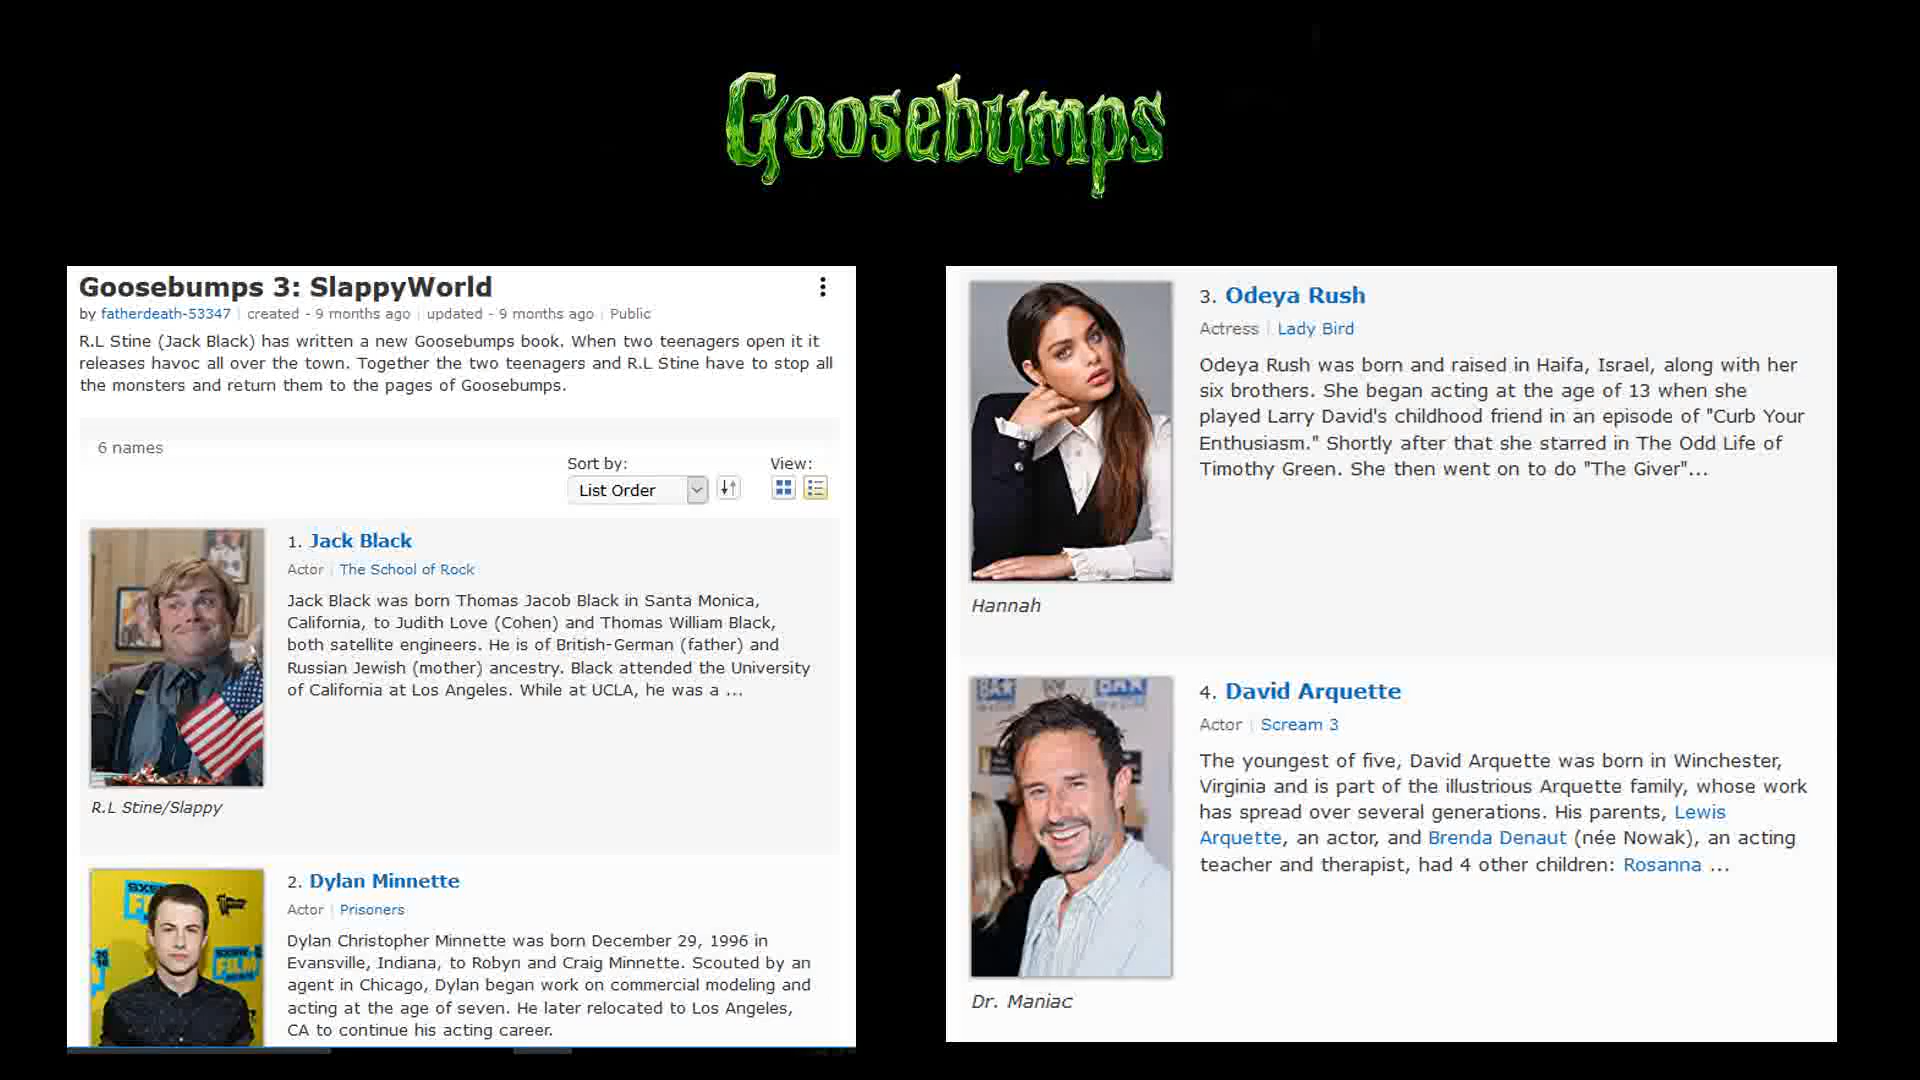 Goosebumps
Goosebumps 3: SlappyWorld
by fatherdeath-53347 | created - 9 months ago | updated - 9 months ago | Public
R.L Stine (Jack Black) has written a new Goosebumps book. When two teenagers open it it
releases havoc all over the town. Together the two teenagers and R.L Stine have to stop all
the monsters and return them to the pages of Goosebumps.
6 names
Sort by:
View:
List Order
1. Jack Black
Actor | The School of Rock
Jack Black was born Thomas Jacob Black in Santa Monica,
California, to Judith Love (Cohen) and Thomas William Black,
both satellite engineers. He is of British-German (father) and
Russian Jewish (mother) ancestry. Black attended the University
of California at Los Angeles. While at UCLA, he was a ...
R.L Stine/Slappy
2. Dylan Minnette
Actor | Prisoners
Dylan Christopher Minnette was born December 29, 1996 in
Evansville, Indiana, to Robyn and Craig Minnette. Scouted by an
agent in Chicago, Dylan began work on commercial modeling and
acting at the age of seven. He later relocated to Los Angeles,
CA to continue his acting career.
SXSW
FILM
3. Odeya Rush
Actress | Lady Bird
Odeya Rush was born and raised in Haifa, Israel, along with her
six brothers. She began acting at the age of 13 when she
played Larry David's childhood friend in an episode of "Curb Your
Enthusiasm." Shortly after that she starred in The Odd Life of
Timothy Green. She then went on to do "The Giver"...
Hannah
4. David Arquette
Actor | Scream 3
The youngest of five, David Arquette was born in Winchester,
Virginia and is part of the illustrious Arquette family, whose work
has spread over several generations. His parents, Lewis
Arquette, an actor, and Brenda Denaut (née Nowak), an acting
teacher and therapist, had 4 other children: Rosanna ...
Dr. Maniac